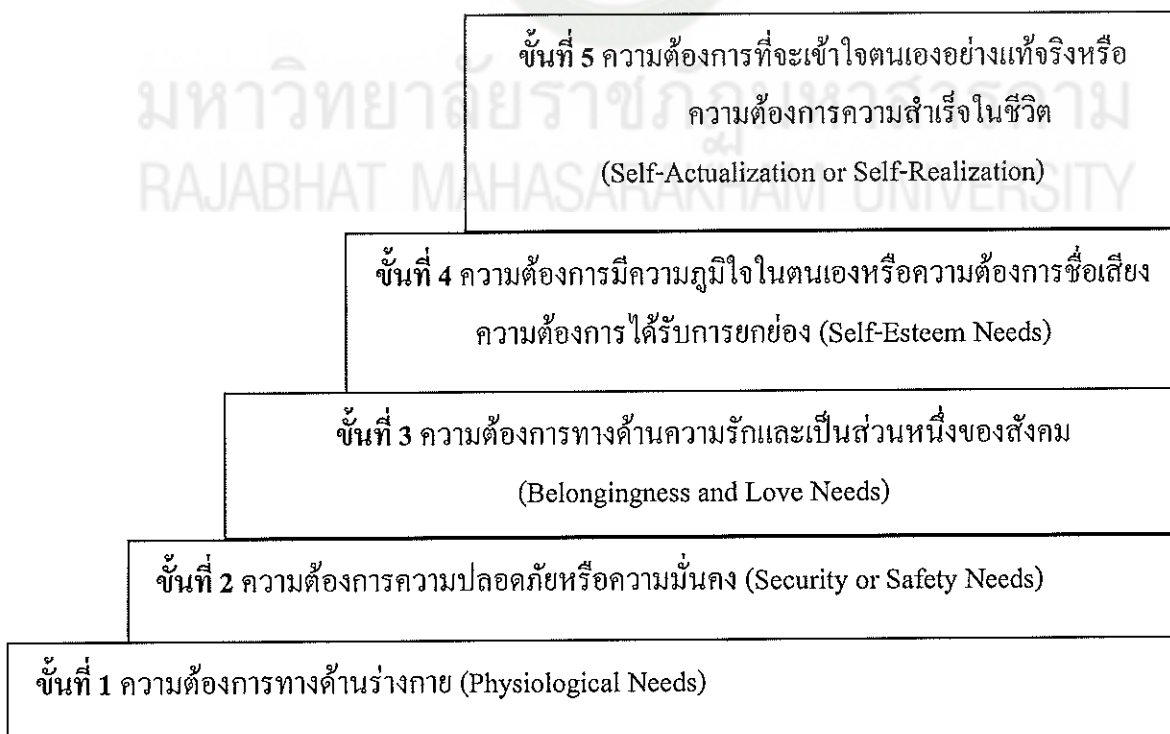 ขั้นที่ 5 ความต้องการที่จะเข้าใจตนเองอย่างแท้จริงหรือ
ความต้องการความสำเร็จในชีวิต
(Self-Actualization or Self-Realization)
มหาวิทยาลัยราชภัฏมหาสารคาม
RAJABHAT MAHASARAKHAM UNIVERSITY
ขั้นที่ 4 ความต้องการมีความภูมิใจในตนเองหรือความต้องการชื่อเสียง
ความต้องการได้รับการยกย่อง (Self-Esteem Needs)
ขั้นที่ 3 ความต้องการทางด้านความรักและเป็นส่วนหนึ่งของสังคม
(Belongingness and Love Needs)
ขั้นที่ 2 ความต้องการความปลอดภัยหรือความมั่นคง (Security or Safety Needs)
ขั้นที่ 1 ความต้องการทางด้านร่างกาย (Physiological Needs)